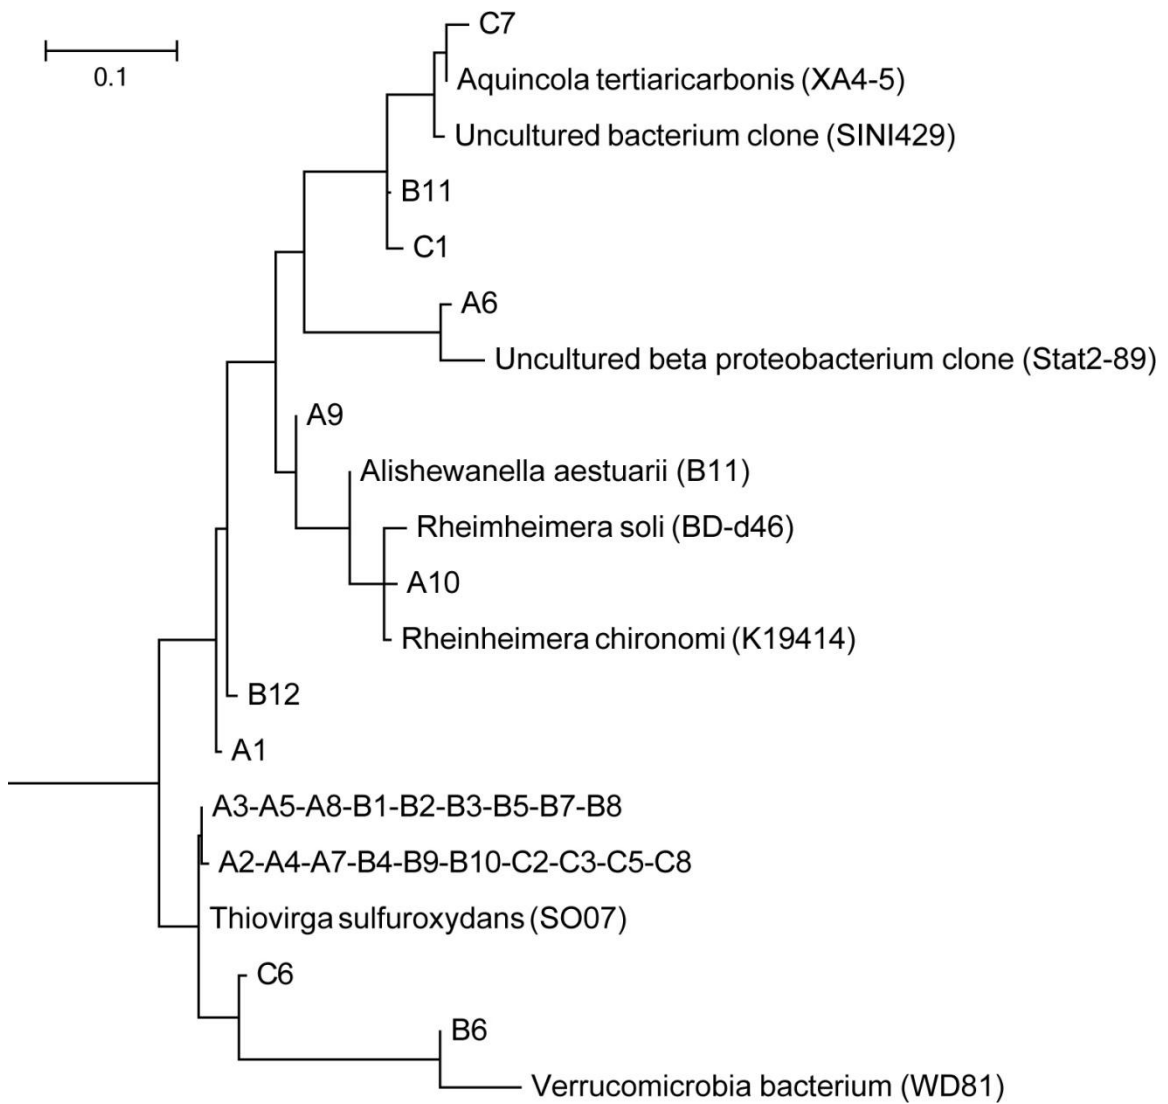 C7
0.1
Aquincola tertiaricarbonis (XA4-5)
Uncultured bacterium clone (SINI429)
B11
C1
A6
Uncultured beta proteobacterium clone (Stat2-89)
A9
Alishewanella aestuarii (B11)
Rheimheimera soli (BD-d46)
A10
Rheinheimera chironomi (K19414)
B12
A1
A3-A5-A8-B1-B2-B3-B5-B7-B8
A2-A4-A7-B4-B9-B10-C2-C3-C5-C8
Thiovirga sulfuroxydans (SO07)
C6
B6
Verrucomicrobia bacterium (WD81)